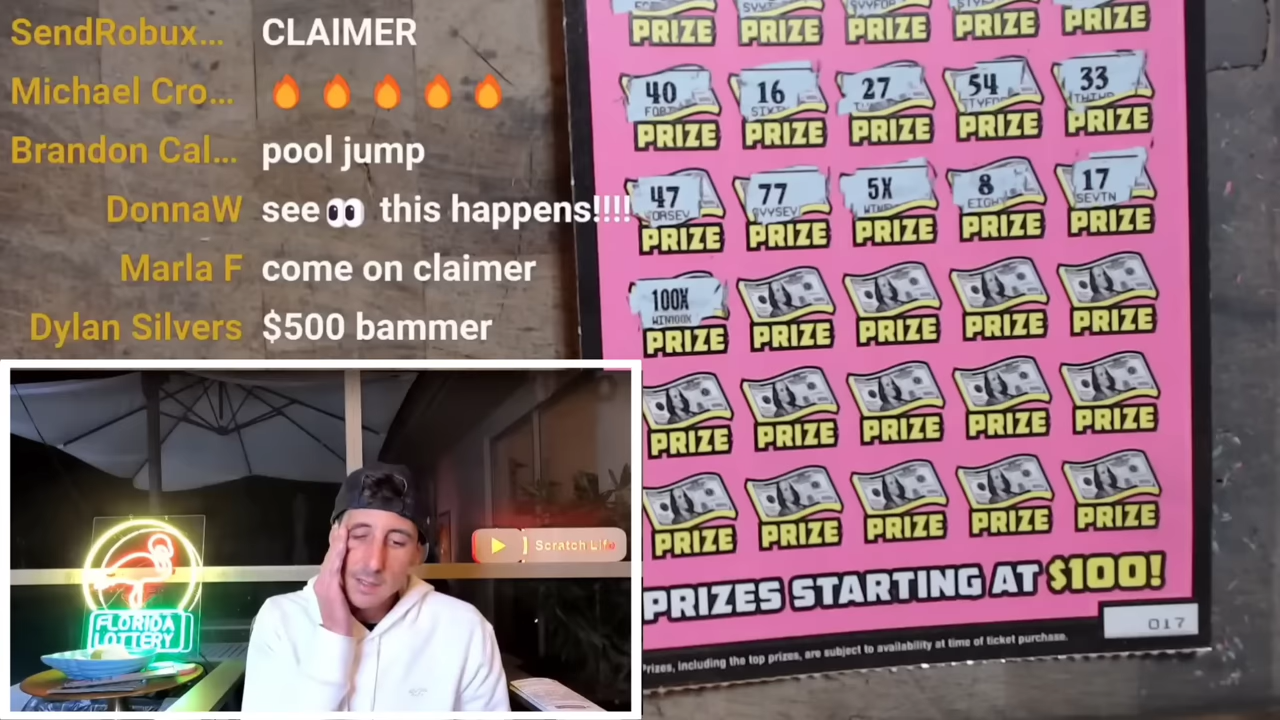 SendRobux... CLAIMER
Michael Cro... 🔥 🔥 🔥 🔥 🔥
Brandon Cal... pool jump
DonnaW see👀 this happens!!!!
Marla F come on claimer
Dylan Silvers $500 bammer
PRIZE PRIZE PRIZE PRIZE PRIZE
40 16 27 54 33
PRIZE PRIZE PRIZE PRIZE PRIZE
47 77 5X 8 17
SVYSEV EIGHT SEVTN
PRIZE PRIZE PRIZE PRIZE PRIZE
100X
WIN100X
PRIZE PRIZE PRIZE PRIZE PRIZE
PRIZE PRIZE PRIZE PRIZE PRIZE
PRIZE PRIZE PRIZE PRIZE PRIZE
PRIZES STARTING AT $100!
017
Prizes, including the top prizes, are subject to availability at time of ticket purchase.
Scratch Life
FLORIDA
LOTTERY